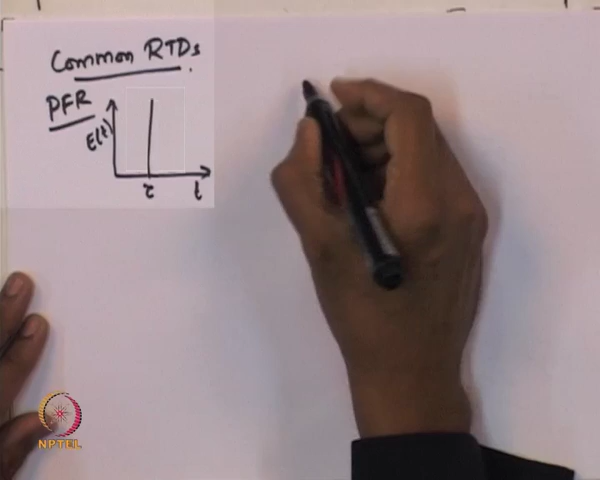 Common RTDs.
PFR
E(t)
τ t
NPTEL